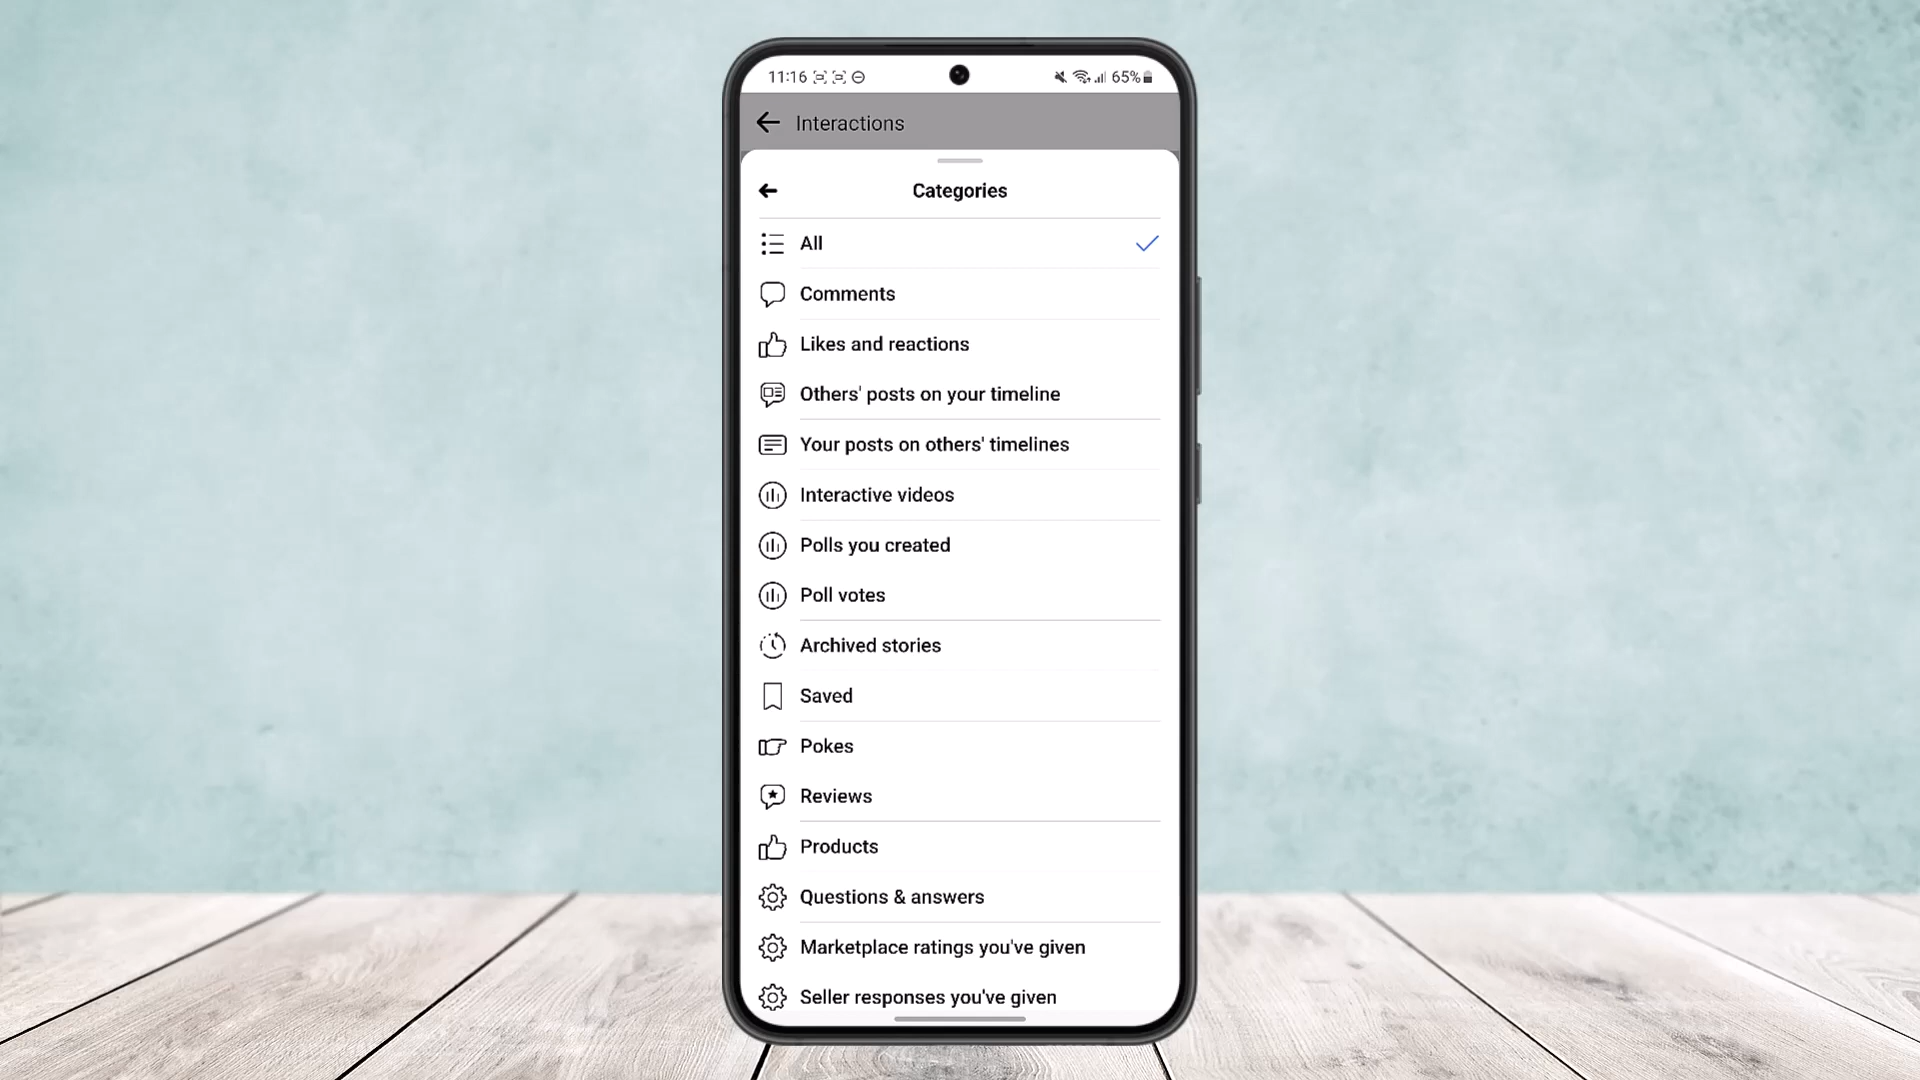 11:16 65%
Interactions
Categories
All
Comments
Likes and reactions
Others' posts on your timeline
Your posts on others' timelines
Interactive videos
Polls you created
Poll votes
Archived stories
Saved
Pokes
Reviews
Products
Questions & answers
Marketplace ratings you've given
Seller responses you've given